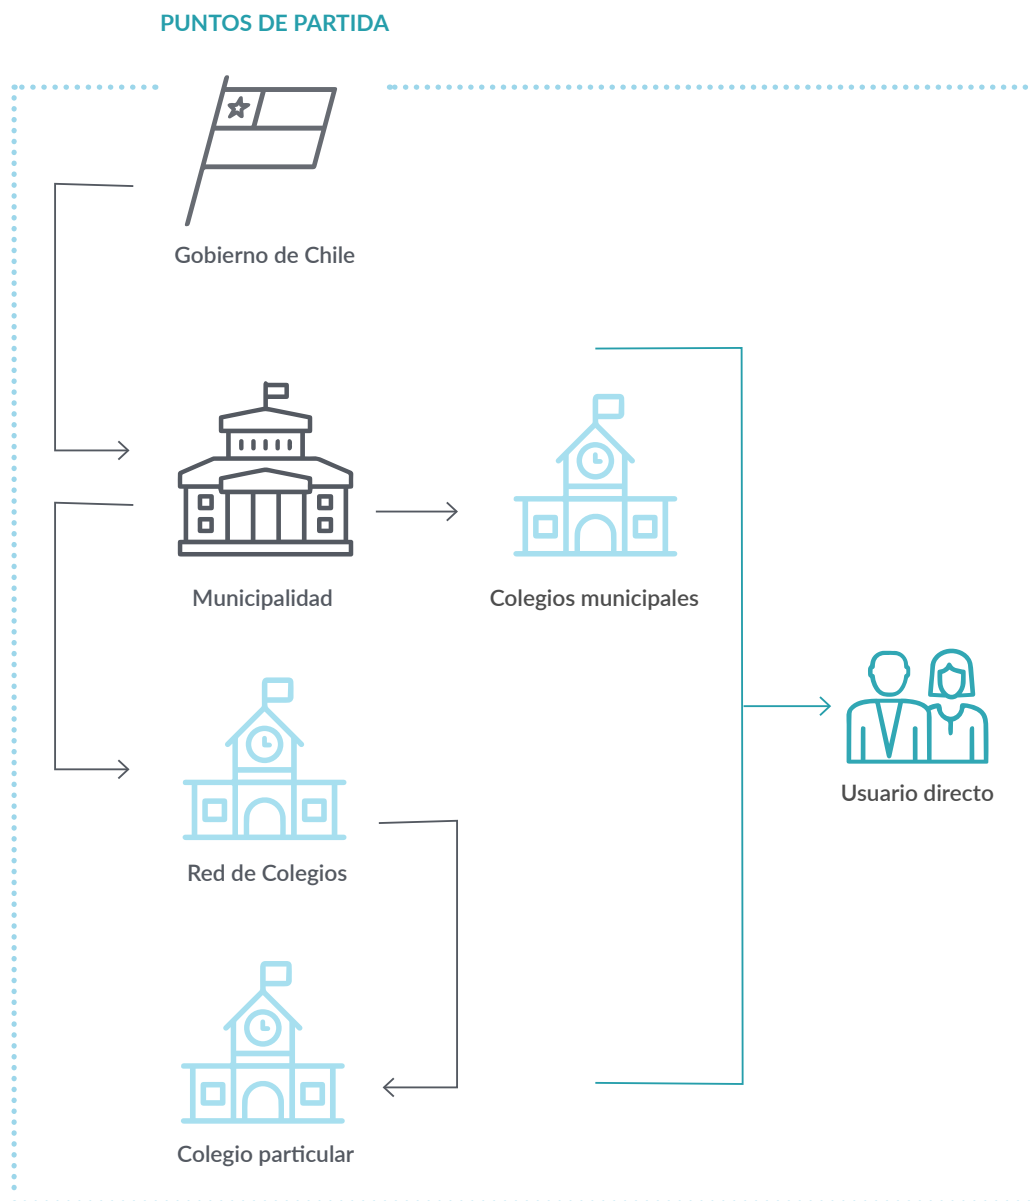 PUNTOS DE PARTIDA
Gobierno de Chile
Municipalidad
Colegios municipales
Usuario directo
Red de Colegios
Colegio particular